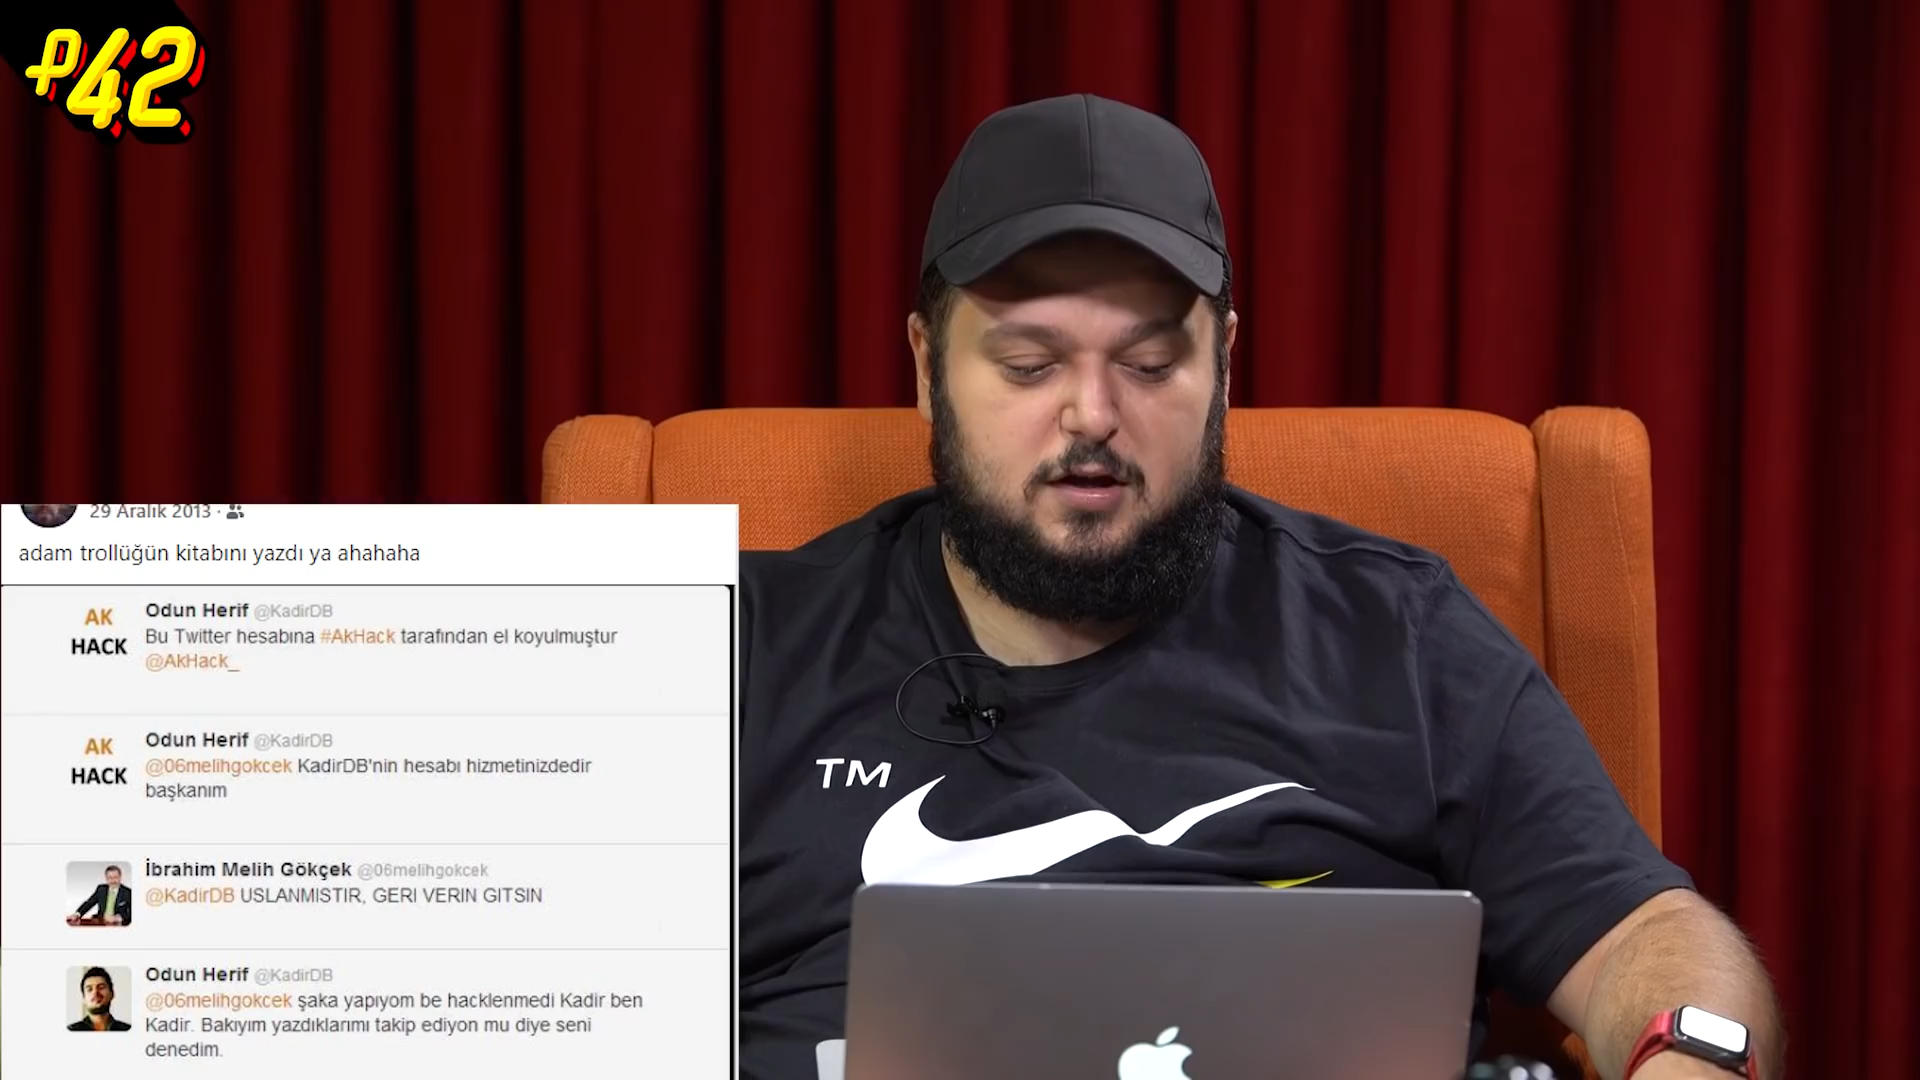 P42
29 Aralık 2013 ·
adam trollüğün kitabını yazdı ya ahahaha
AK
HACK
Odun Herif @KadirDB
Bu Twitter hesabına #AkHack tarafından el koyulmuştur
@AkHack_
AK
HACK
Odun Herif @KadirDB
@06melihgokcek KadirDB'nin hesabı hizmetinizdedir
başkanım
İbrahim Melih Gökçek @06melihgokcek
@KadirDB USLANMISTIR, GERI VERIN GITSIN
Odun Herif @KadirDB
@06melihgokcek şaka yapıyom be hacklenmedi Kadir ben
Kadir. Bakıyım yazdıklarımı takip ediyon mu diye seni
denedim.
TM